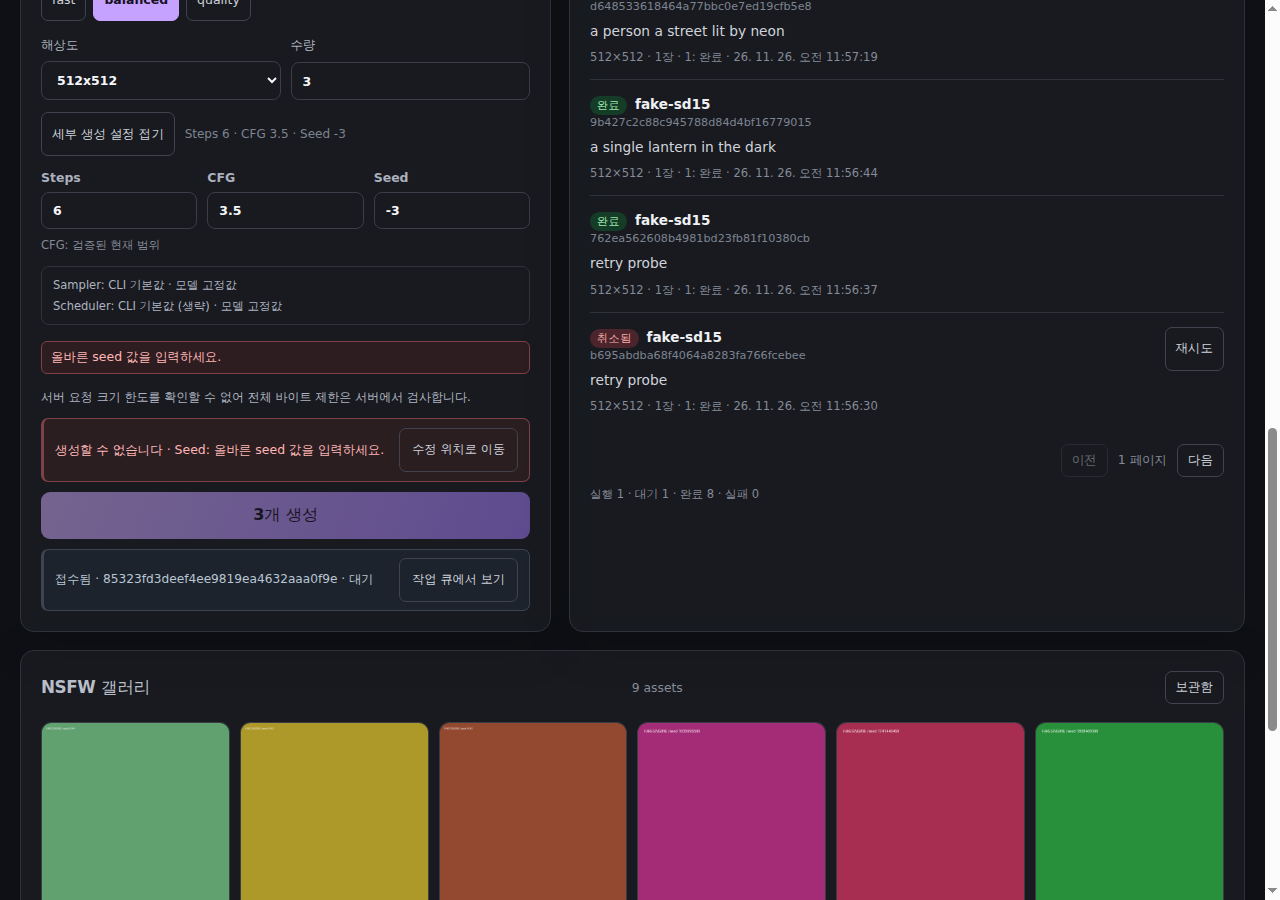 fast balanced quality
해상도 수량
512x512 3
세부 생성 설정 접기 Steps 6 · CFG 3.5 · Seed -3
Steps CFG Seed
6 3.5 -3
CFG: 검증된 현재 범위
Sampler: CLI 기본값 · 모델 고정값
Scheduler: CLI 기본값 (생략) · 모델 고정값
올바른 seed 값을 입력하세요.
서버 요청 크기 한도를 확인할 수 없어 전체 바이트 제한은 서버에서 검사합니다.
생성할 수 없습니다 · Seed: 올바른 seed 값을 입력하세요. 수정 위치로 이동
3개 생성
접수됨 · 85323fd3deef4ee9819ea4632aaa0f9e · 대기 작업 큐에서 보기
d648533618464a77bbc0e7ed19cfb5e8
a person a street lit by neon
512×512 · 1장 · 1: 완료 · 26. 11. 26. 오전 11:57:19
완료 fake-sd15
9b427c2c88c945788d84d4bf16779015
a single lantern in the dark
512×512 · 1장 · 1: 완료 · 26. 11. 26. 오전 11:56:44
완료 fake-sd15
762ea562608b4981bd23fb81f10380cb
retry probe
512×512 · 1장 · 1: 완료 · 26. 11. 26. 오전 11:56:37
취소됨 fake-sd15
b695abdba68f4064a8283fa766fcebee
재시도
retry probe
512×512 · 1장 · 1: 완료 · 26. 11. 26. 오전 11:56:30
이전 1 페이지 다음
실행 1 · 대기 1 · 완료 8 · 실패 0
NSFW 갤러리 9 assets 보관함